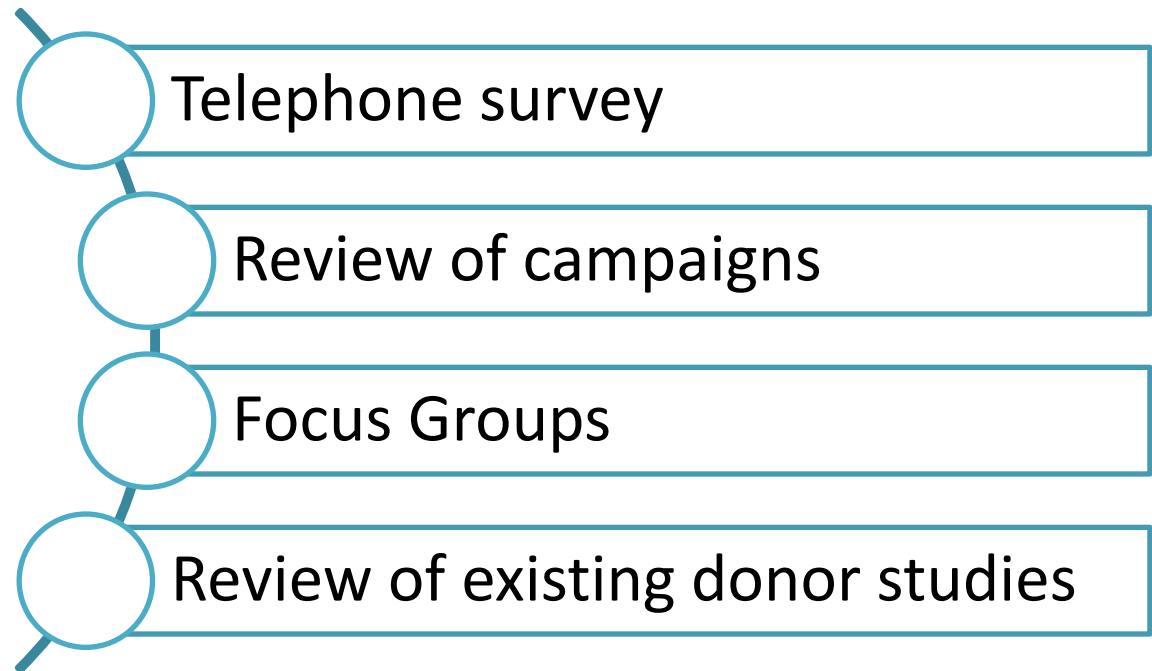 Telephone survey
Review of campaigns
Focus Groups
Review of existing donor studies